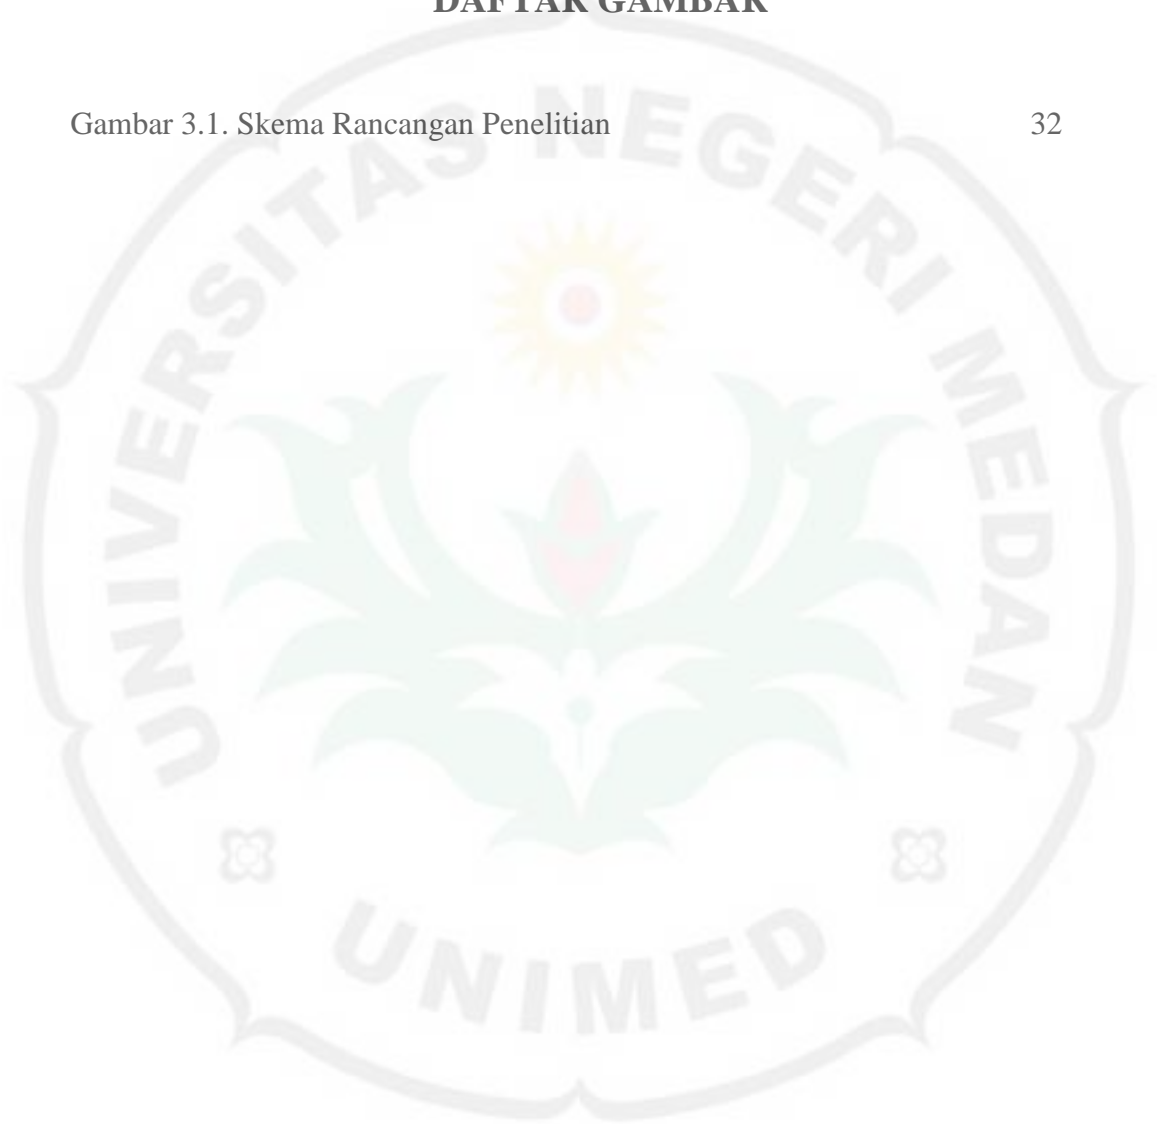 DAFTAR GAMBAR
Gambar 3.1. Skema Rancangan Penelitian 32
UNIVERSITAS NEGERI MEDAN
UNIMED